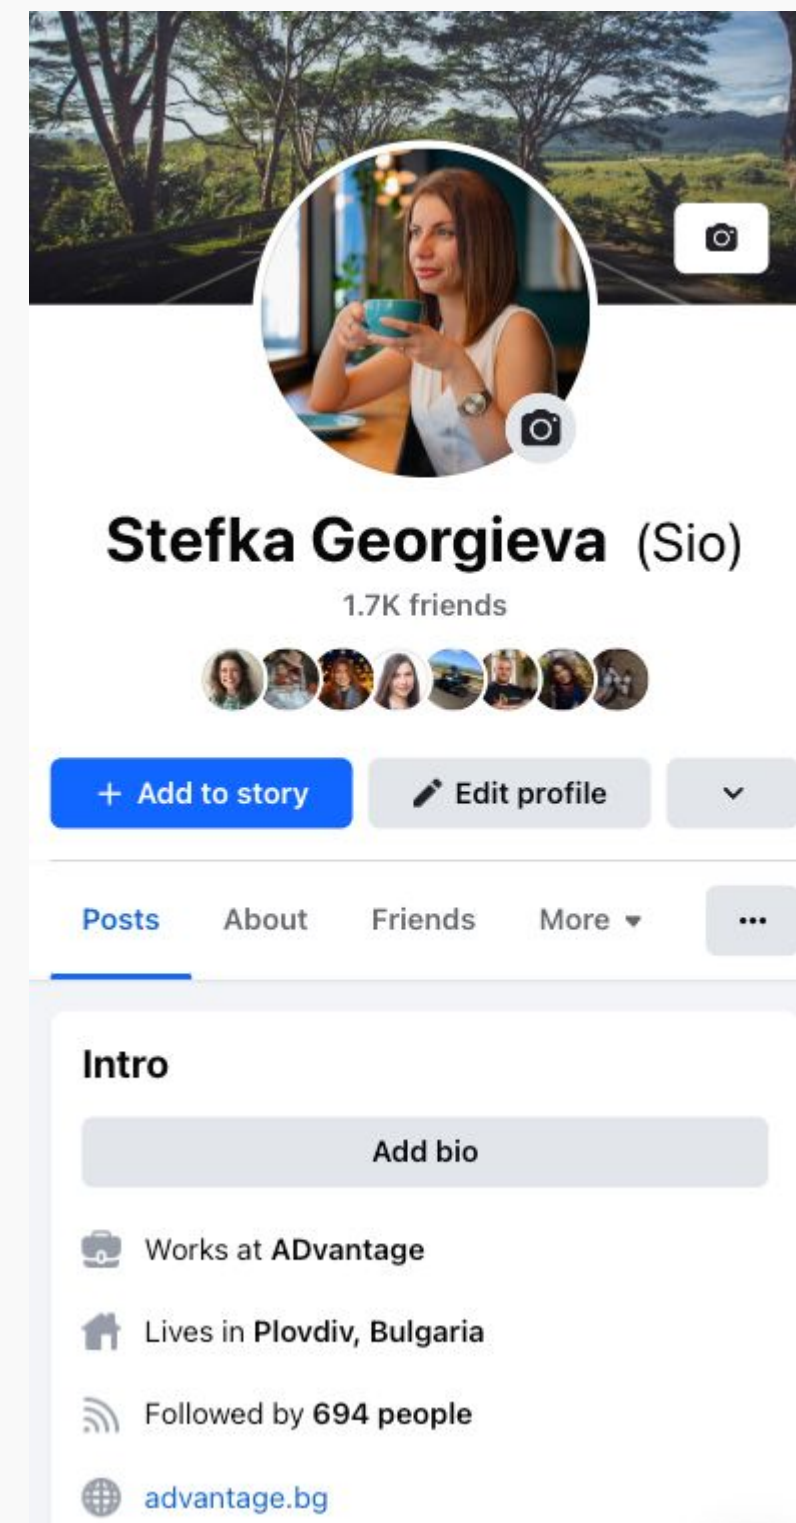 Stefka Georgieva (Sio)
1.7K friends
+ Add to story
Edit profile
Posts
About
Friends
More
Intro
Add bio
Works at ADvantage
Lives in Plovdiv, Bulgaria
Followed by 694 people
advantage.bg